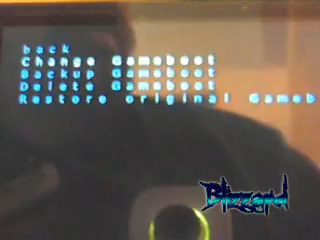 back
Change Gameboot
Backup Gameboot
Delete Gameboot
Restore original Gameb
Blizzard